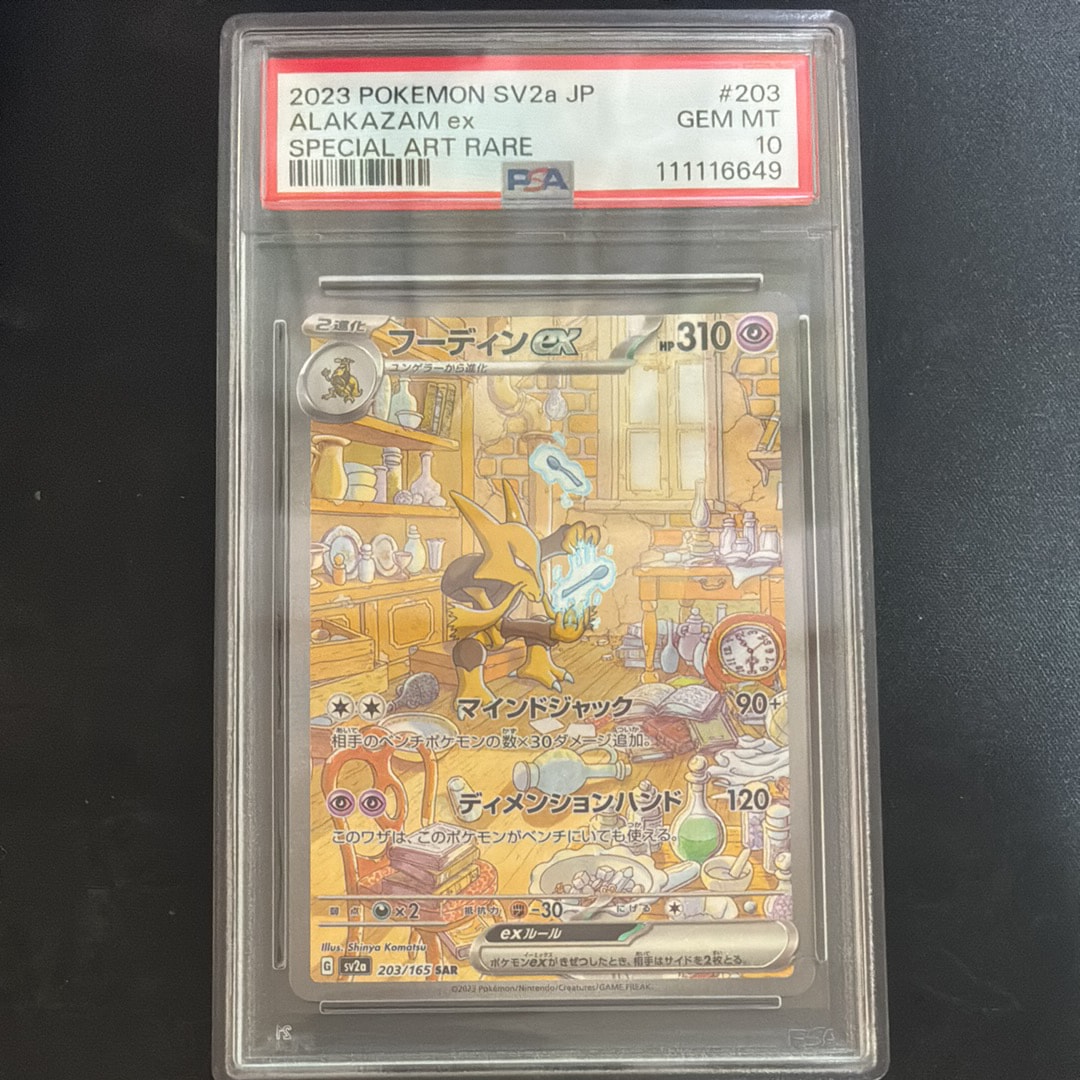 2023 POKEMON SV2a JP #203
ALAKAZAM ex GEM MT
SPECIAL ART RARE 10
PSA 111116649
2進化 フーディンex HP310
ユンゲラーから進化
マインドジャック 90+
相手のベンチポケモンの数×30ダメージ追加。
ディメンションハンド 120
このワザは、このポケモンがベンチにいても使える。
弱点 ×2 抵抗力 -30 にげる
exルール
ポケモンexがきぜつしたとき、相手はサイドを2枚とる。
Illus. Shinya Komatsu
G sv2a 203/165 SAR
©2023 Pokémon/Nintendo/Creatures/GAME FREAK.
PSA